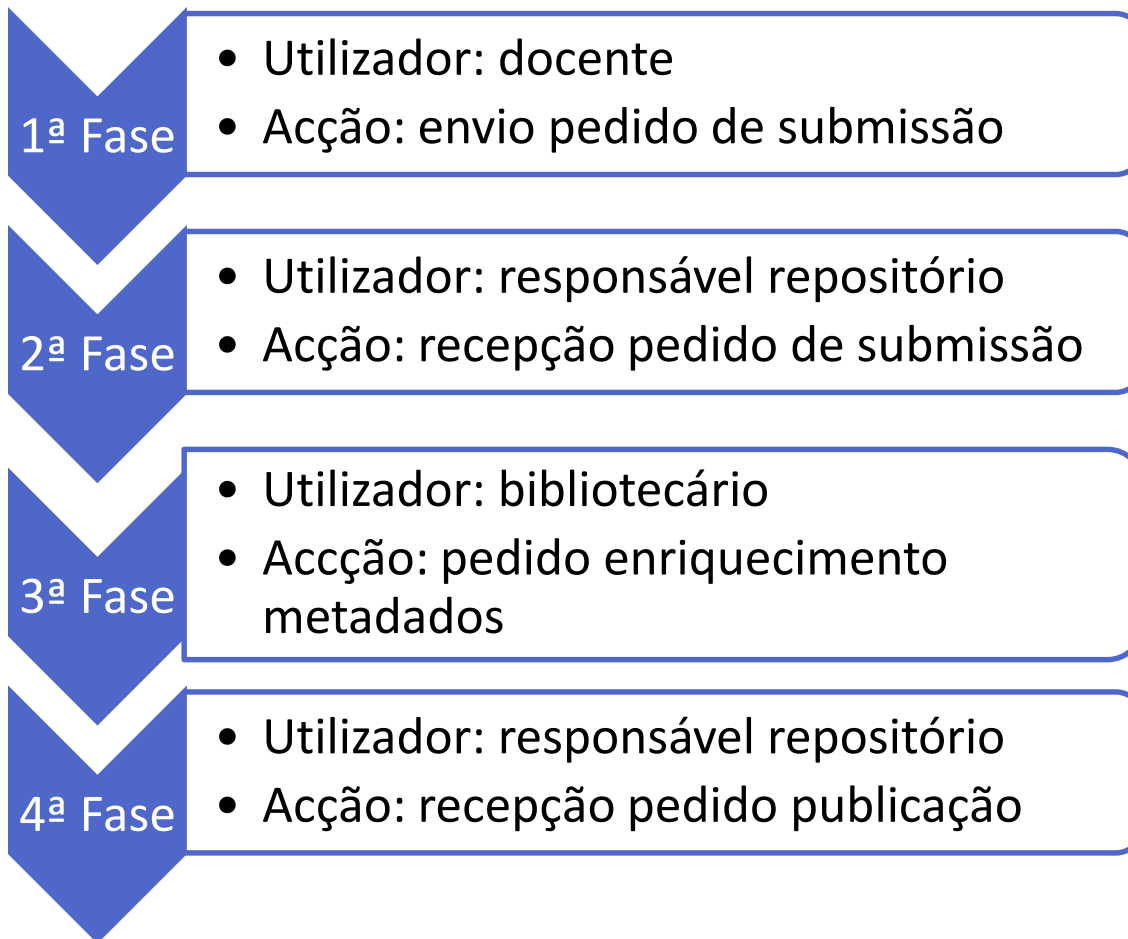 1ª Fase
• Utilizador: docente
• Acção: envio pedido de submissão
2ª Fase
• Utilizador: responsável repositório
• Acção: recepção pedido de submissão
3ª Fase
• Utilizador: bibliotecário
• Accção: pedido enriquecimento
metadados
4ª Fase
• Utilizador: responsável repositório
• Acção: recepção pedido publicação